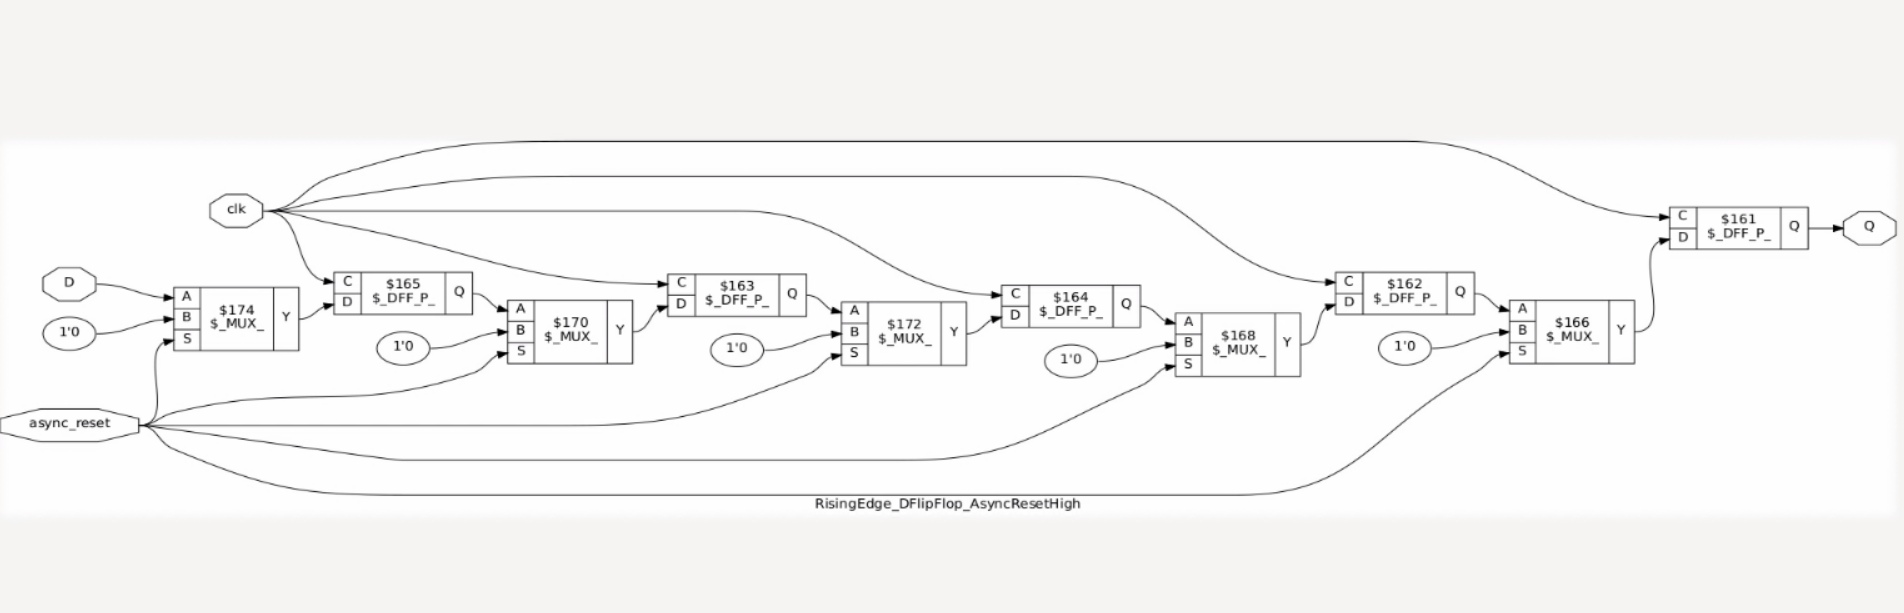 clk
D
1'0
async_reset
A
B
S
$174
$_MUX_
Y
C
D
$165
$_DFF_P_
Q
1'0
A
B
S
$170
$_MUX_
Y
C
D
$163
$_DFF_P_
Q
1'0
A
B
S
$172
$_MUX_
Y
C
D
$164
$_DFF_P_
Q
1'0
A
B
S
$168
$_MUX_
Y
C
D
$162
$_DFF_P_
Q
1'0
A
B
S
$166
$_MUX_
Y
C
D
$161
$_DFF_P_
Q
Q
RisingEdge_DFlipFlop_AsyncResetHigh